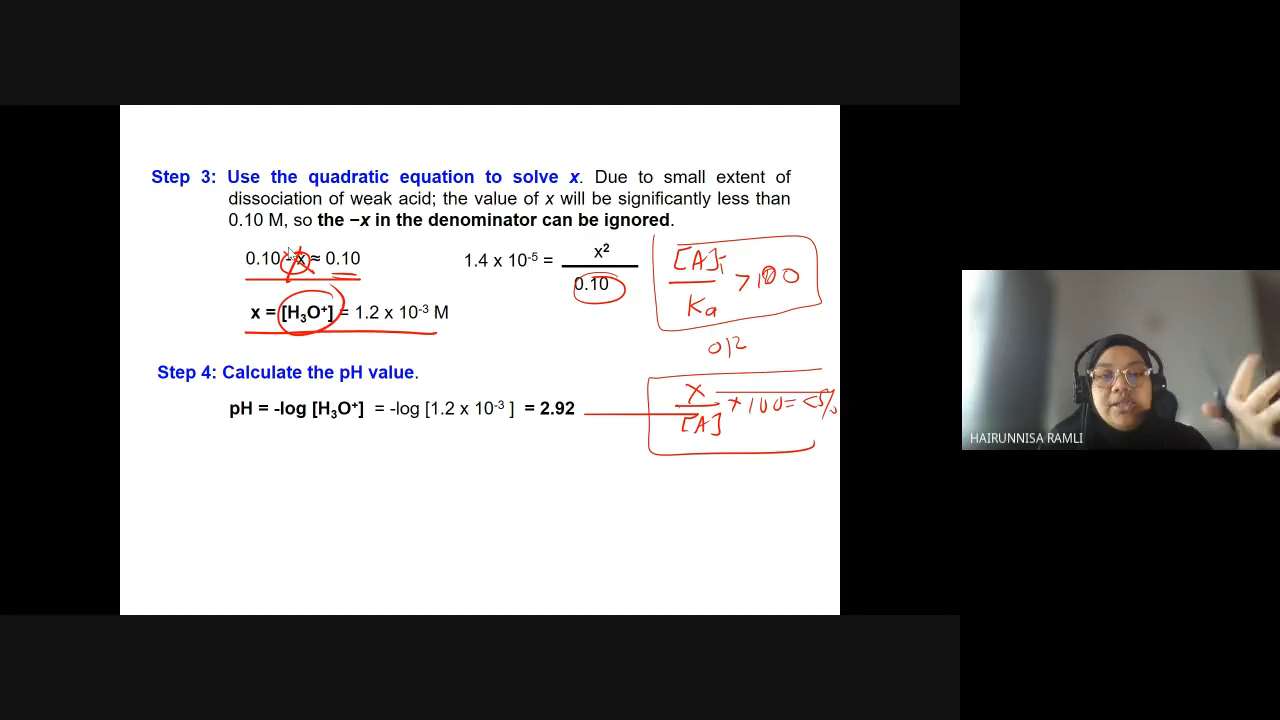 Step 3: Use the quadratic equation to solve x. Due to small extent of
dissociation of weak acid; the value of x will be significantly less than
0.10 M, so the −x in the denominator can be ignored.
0.10 - x ≈ 0.10
1.4 x 10⁻⁵ = x² / 0.10
[A]i / Ka > 100
x = [H₃O⁺] = 1.2 x 10⁻³ M
Step 4: Calculate the pH value.
pH = -log [H₃O⁺] = -log [1.2 x 10⁻³ ] = 2.92
x / [A] × 100 = <5%
HAIRUNNISA RAMLI